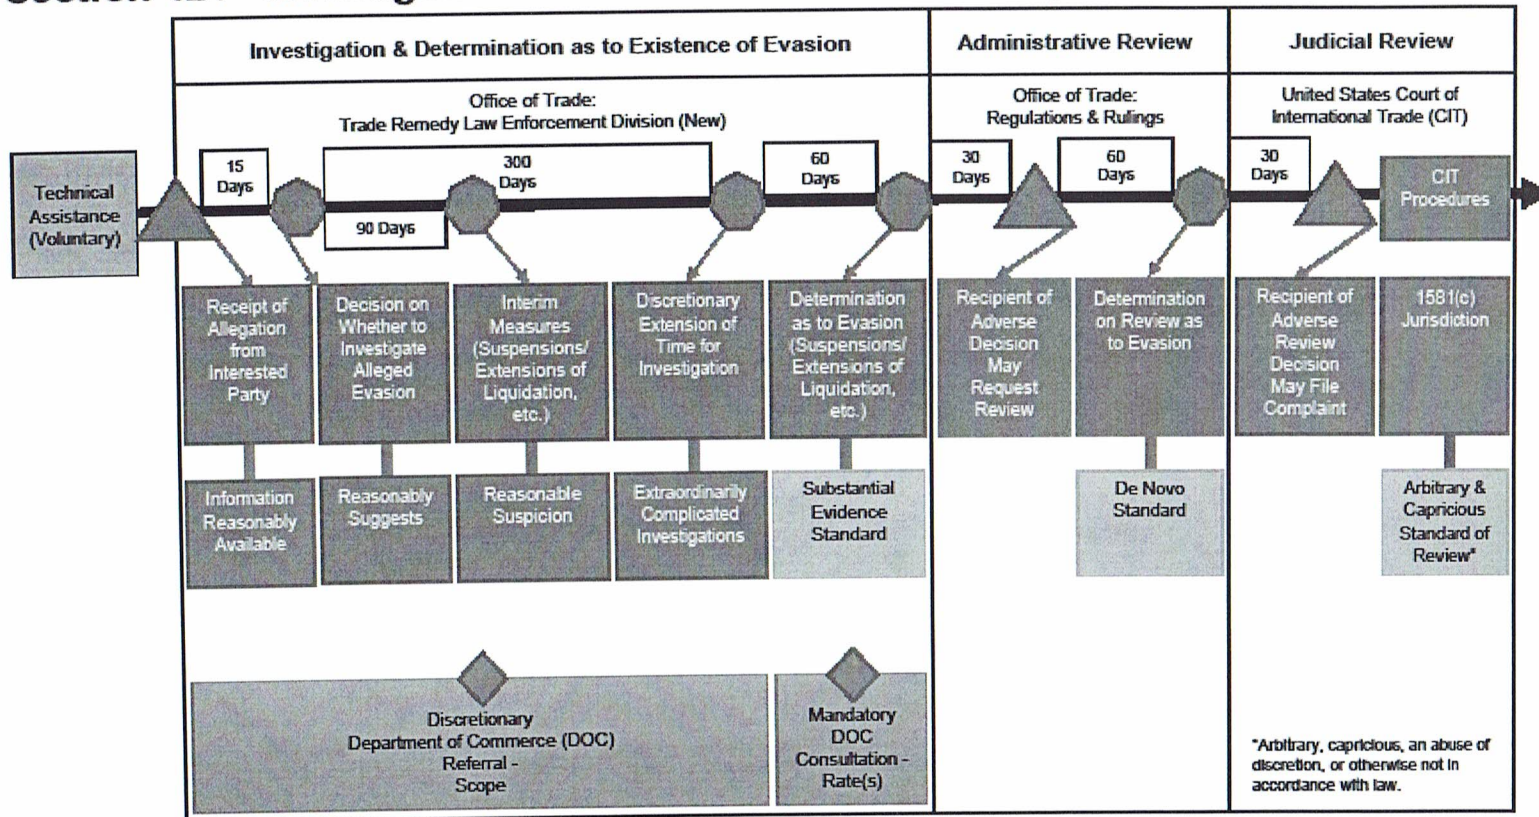 Investigation & Determination as to Existence of Evasion
Administrative Review
Judicial Review
Office of Trade:
Trade Remedy Law Enforcement Division (New)
Office of Trade:
Regulations & Rulings
United States Court of
International Trade (CIT)
Technical
Assistance
(Voluntary)
15
Days
300
Days
90 Days
60
Days
30
Days
60
Days
30
Days
CIT
Procedures
Receipt of
Allegation
from
Interested
Party
Decision on
Whether to
Investigate
Alleged
Evasion
Interim
Measures
(Suspensions/
Extensions of
Liquidation,
etc.)
Discretionary
Extension of
Time for
Investigation
Determination
as to Evasion
(Suspensions/
Extensions of
Liquidation,
etc.)
Recipient of
Adverse
Decision
May
Request
Review
Determination
on Review as
to Evasion
Recipient of
Adverse
Review
Decision
May File
Complaint
1581(c)
Jurisdiction
Information
Reasonably
Available
Reasonably
Suggests
Reasonable
Suspicion
Extraordinarily
Complicated
Investigations
Substantial
Evidence
Standard
De Novo
Standard
Arbitrary &
Capricious
Standard of
Review*
Discretionary
Department of Commerce (DOC)
Referral -
Scope
Mandatory
DOC
Consultation -
Rate(s)
*Arbitrary, capricious, an abuse of
discretion, or otherwise not in
accordance with law.